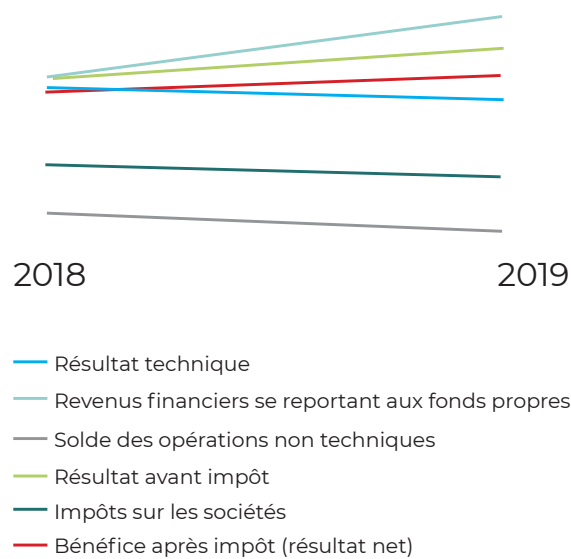 2018 2019
Résultat technique
Revenus financiers se reportant aux fonds propres
Solde des opérations non techniques
Résultat avant impôt
Impôts sur les sociétés
Bénéfice après impôt (résultat net)